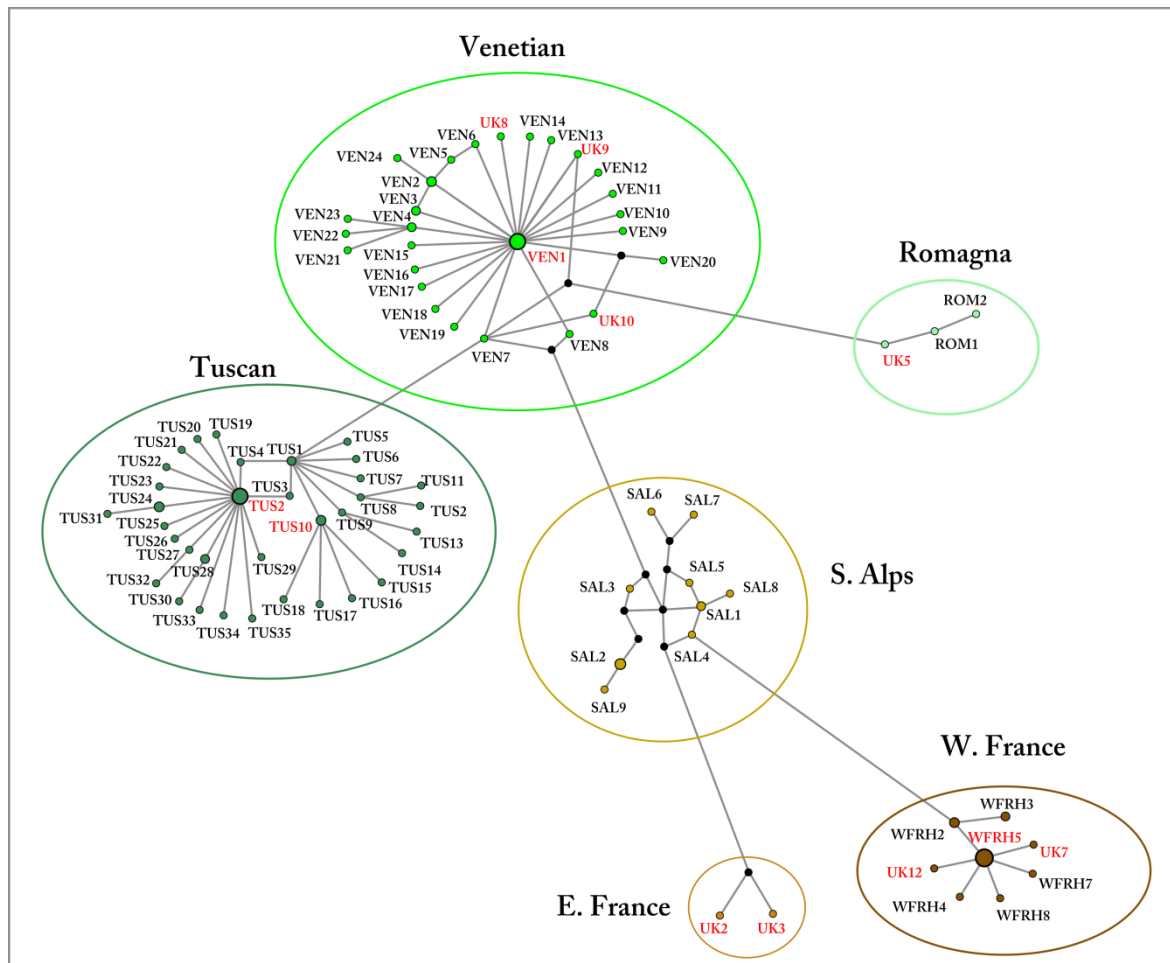 Venetian
UK8
VEN14
VEN6
VEN13
UK9
VEN24
VEN5
VEN12
VEN2
VEN11
VEN3
VEN10
VEN23
VEN4
VEN9
VEN22
VEN15
VEN1
VEN20
VEN21
VEN16
VEN17
VEN18
UK10
VEN19
VEN7
VEN8
Romagna
ROM2
ROM1
UK5
Tuscan
TUS20
TUS19
TUS21
TUS4
TUS1
TUS5
TUS22
TUS6
TUS23
TUS3
TUS7
TUS11
TUS24
TUS2
TUS8
TUS2
TUS31
TUS25
TUS10
TUS9
TUS26
TUS13
TUS27
TUS28
TUS29
TUS14
TUS32
TUS15
TUS30
TUS18
TUS17
TUS16
TUS33
TUS34
TUS35
SAL6
SAL7
S. Alps
SAL3
SAL5
SAL8
SAL1
SAL2
SAL4
SAL9
W. France
WFRH3
WFRH2
WFRH5
UK7
UK12
WFRH7
WFRH4
WFRH8
E. France
UK2
UK3